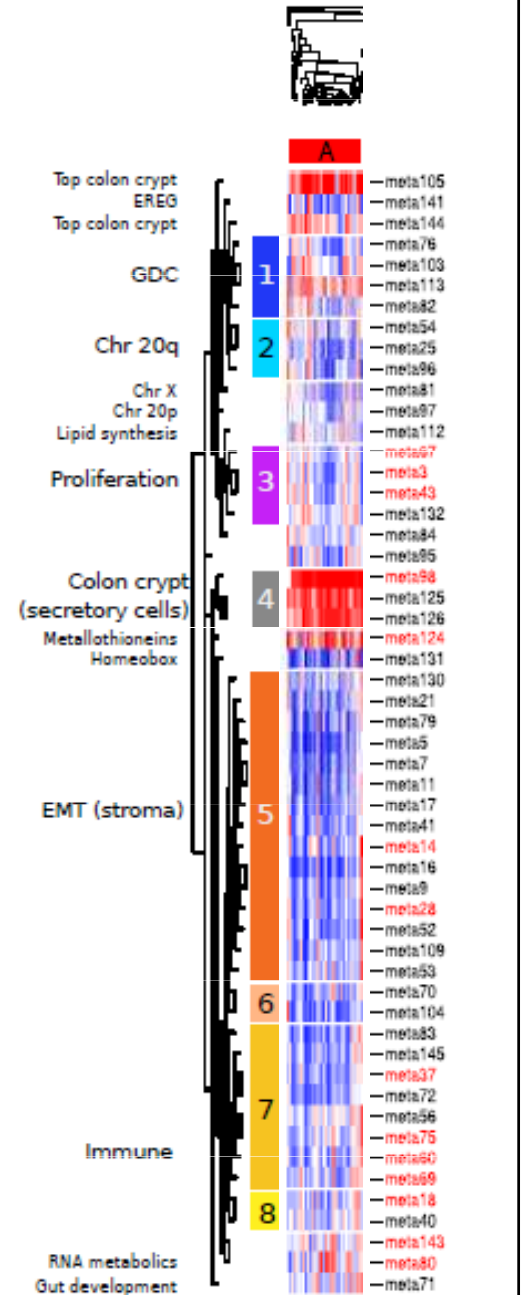 A
Top colon crypt meta105
EREG meta141
Top colon crypt meta144
meta76
GDC 1 meta103
meta113
meta82
meta54
Chr 20q 2 meta25
meta96
Chr X meta81
Chr 20p meta97
Lipid synthesis meta112
meta67
Proliferation 3 meta3
meta43
meta132
meta84
meta95
Colon crypt meta98
(secretory cells) 4 meta125
meta126
Metallothioneins meta124
Homeobox meta131
meta130
meta21
meta79
meta5
meta7
meta11
EMT (stroma) 5 meta17
meta41
meta14
meta16
meta9
meta28
meta52
meta109
meta53
6 meta70
meta104
meta83
meta145
meta37
meta72
7 meta56
Immune meta75
meta60
meta69
8 meta18
meta40
meta143
RNA metabolics meta80
Gut development meta71